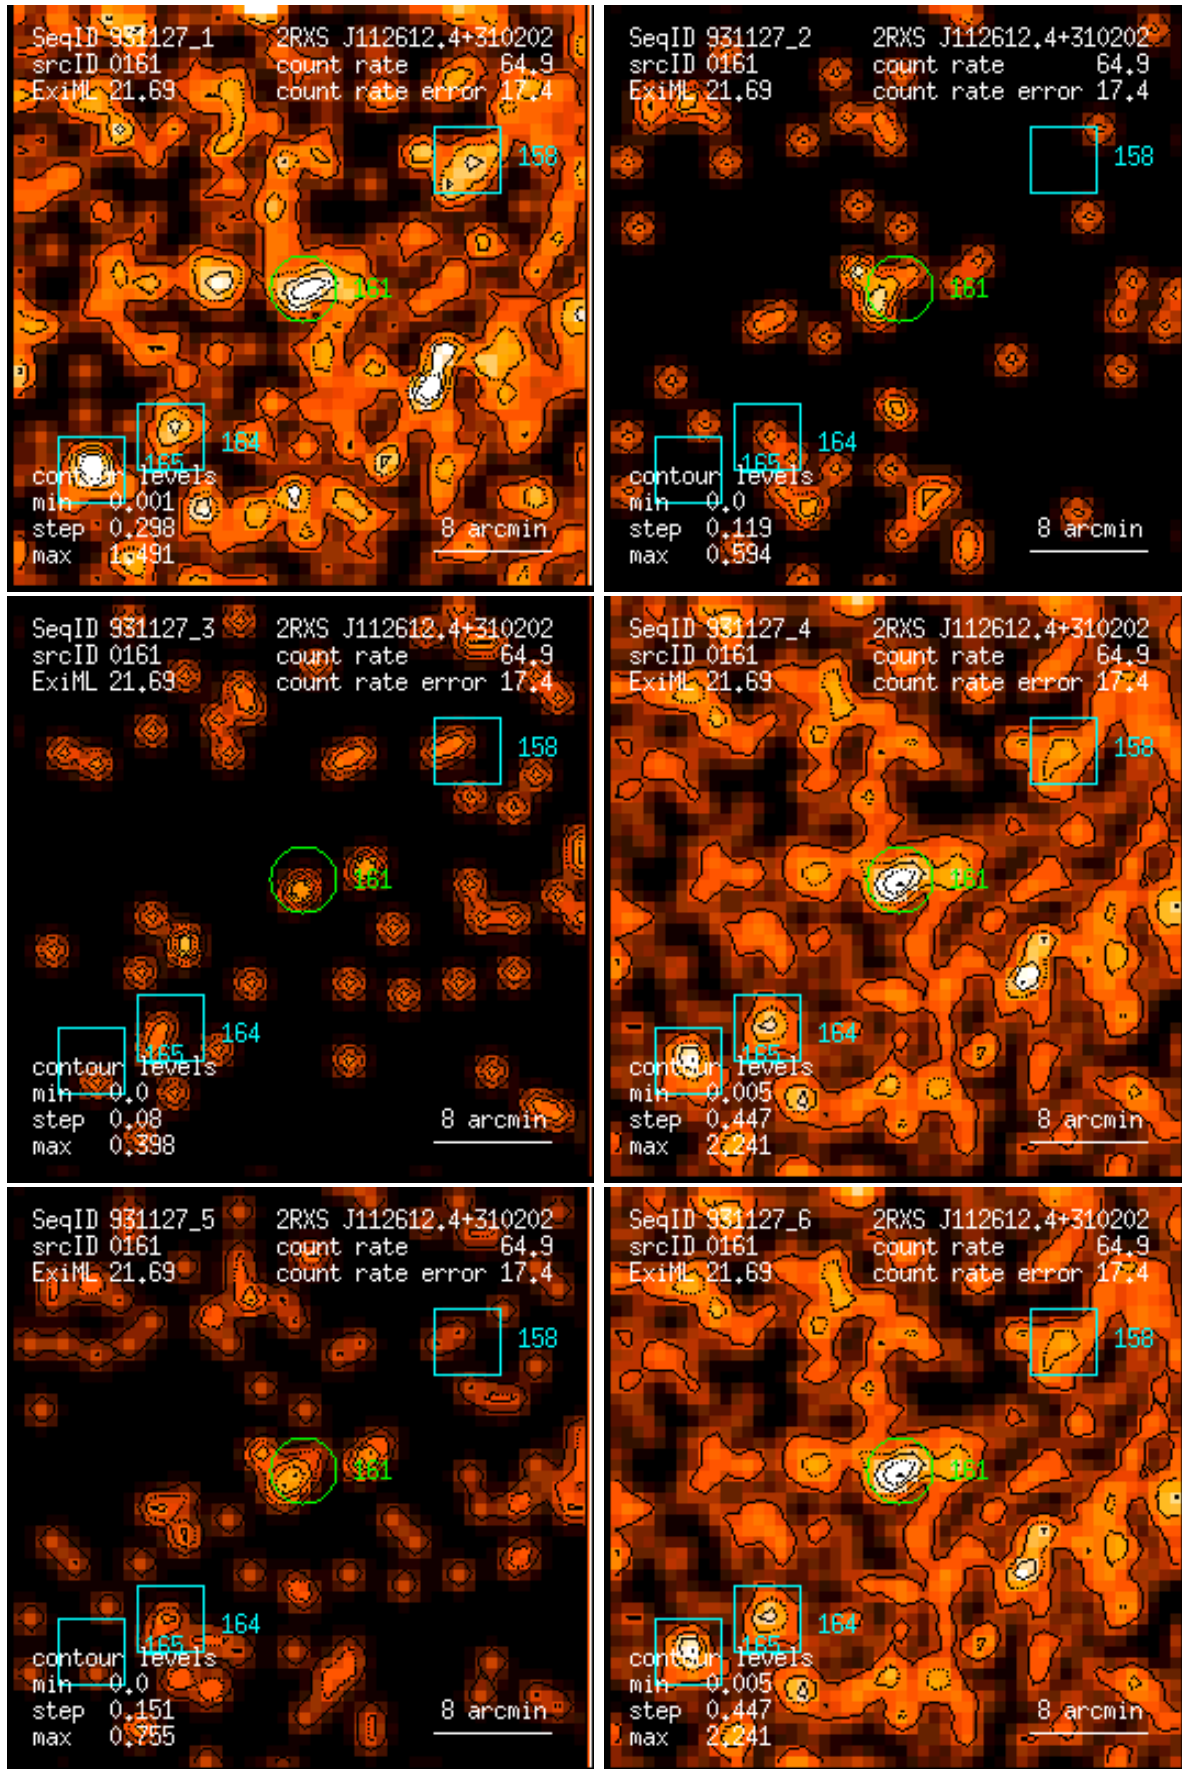 SeqID 931127_1 2RXS J112612.4+310202
srcID 0161 count rate 64.9
ExiML 21.69 count rate error 17.4
158
161
164
165
contour levels
min 0.001
step 0.298 8 arcmin
max 1.491
SeqID 931127_2 2RXS J112612.4+310202
srcID 0161 count rate 64.9
ExiML 21.69 count rate error 17.4
158
161
164
165
contour levels
min 0.0
step 0.119 8 arcmin
max 0.594
SeqID 931127_3 2RXS J112612.4+310202
srcID 0161 count rate 64.9
ExiML 21.69 count rate error 17.4
158
161
164
165
contour levels
min 0.0
step 0.08 8 arcmin
max 0.398
SeqID 931127_4 2RXS J112612.4+310202
srcID 0161 count rate 64.9
ExiML 21.69 count rate error 17.4
158
161
164
165
contour levels
min 0.005
step 0.447 8 arcmin
max 2.241
SeqID 931127_5 2RXS J112612.4+310202
srcID 0161 count rate 64.9
ExiML 21.69 count rate error 17.4
158
161
164
165
contour levels
min 0.0
step 0.151 8 arcmin
max 0.755
SeqID 931127_6 2RXS J112612.4+310202
srcID 0161 count rate 64.9
ExiML 21.69 count rate error 17.4
158
161
164
165
contour levels
min 0.005
step 0.447 8 arcmin
max 2.241